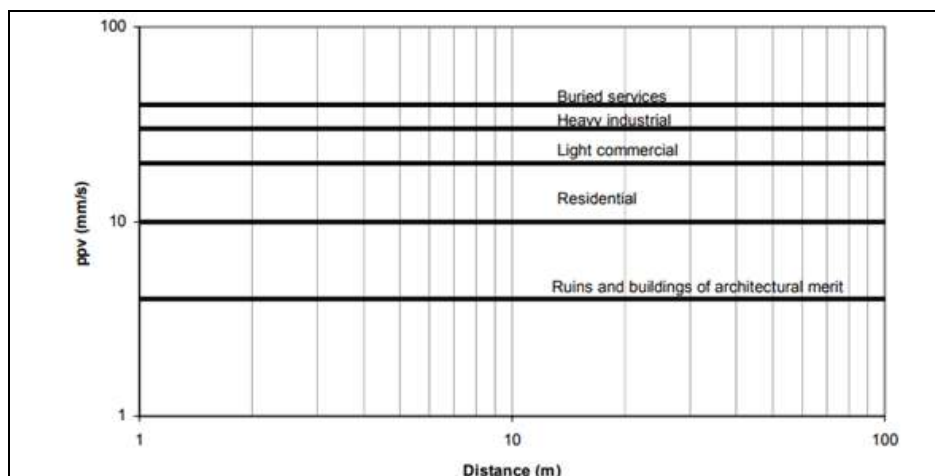 100
Buried services
Heavy industrial
Light commercial
Residential
10
Ruins and buildings of architectural merit
1
ppv (mm/s)
1
10
100
Distance (m)